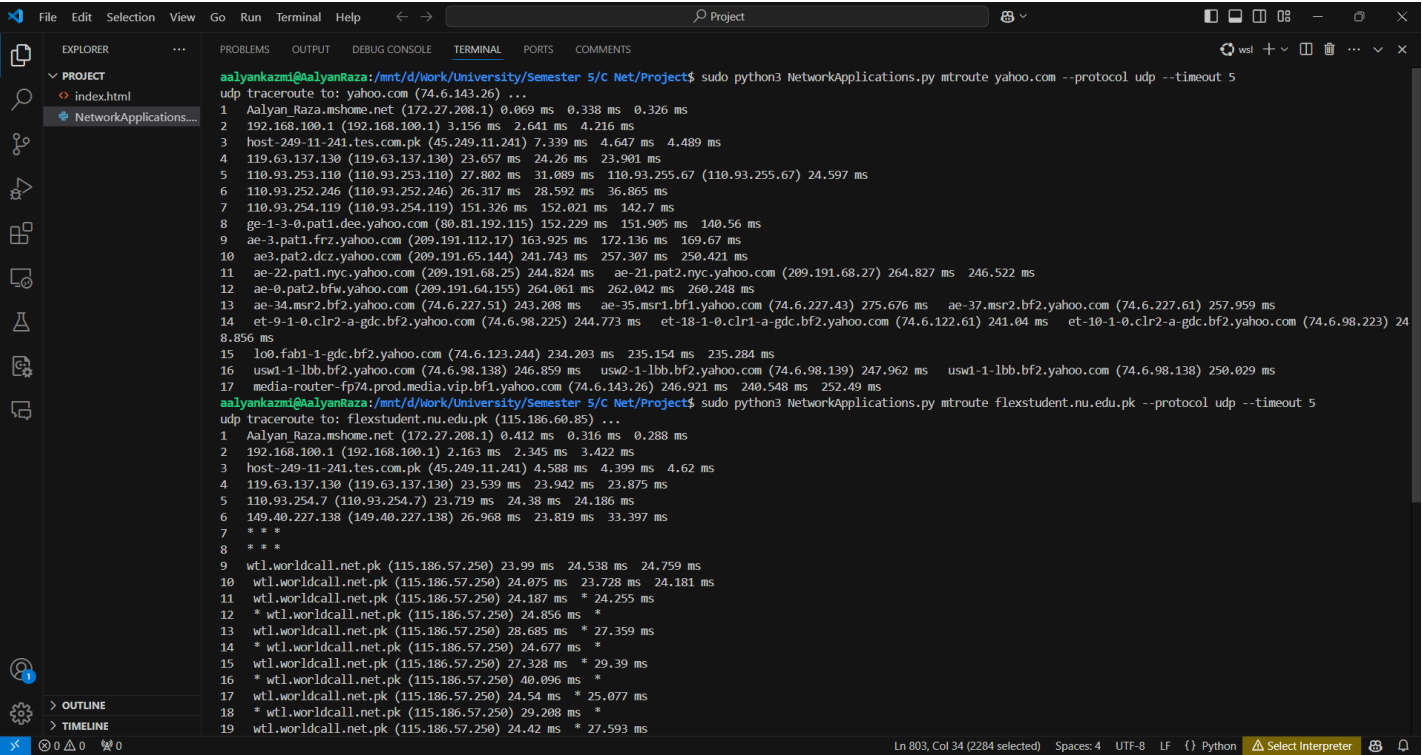 File Edit Selection View Go Run Terminal Help
Project
EXPLORER
PROJECT
index.html
NetworkApplications....
OUTLINE
TIMELINE
PROBLEMS OUTPUT DEBUG CONSOLE TERMINAL PORTS COMMENTS
wsl
aalyankazmi@AalyanRaza:/mnt/d/Work/University/Semester 5/C Net/Project$ sudo python3 NetworkApplications.py mtroute yahoo.com --protocol udp --timeout 5
udp traceroute to: yahoo.com (74.6.143.26) ...
1 Aalyan_Raza.mshome.net (172.27.208.1) 0.069 ms 0.338 ms 0.326 ms
2 192.168.100.1 (192.168.100.1) 3.156 ms 2.641 ms 4.216 ms
3 host-249-11-241.tes.com.pk (45.249.11.241) 7.339 ms 4.647 ms 4.489 ms
4 119.63.137.130 (119.63.137.130) 23.657 ms 24.26 ms 23.901 ms
5 110.93.253.110 (110.93.253.110) 27.802 ms 31.089 ms 110.93.255.67 (110.93.255.67) 24.597 ms
6 110.93.252.246 (110.93.252.246) 26.317 ms 28.592 ms 36.865 ms
7 110.93.254.119 (110.93.254.119) 151.326 ms 152.021 ms 142.7 ms
8 ge-1-3-0.pat1.dee.yahoo.com (80.81.192.115) 152.229 ms 151.905 ms 140.56 ms
9 ae-3.pat1.frz.yahoo.com (209.191.112.17) 163.925 ms 172.136 ms 169.67 ms
10 ae3.pat2.dcz.yahoo.com (209.191.65.144) 241.743 ms 257.307 ms 250.421 ms
11 ae-22.pat1.nyc.yahoo.com (209.191.68.25) 244.824 ms ae-21.pat2.nyc.yahoo.com (209.191.68.27) 264.827 ms 246.522 ms
12 ae-0.pat2.bfw.yahoo.com (209.191.64.155) 264.061 ms 262.042 ms 260.248 ms
13 ae-34.msr2.bf2.yahoo.com (74.6.227.51) 243.208 ms ae-35.msr1.bf1.yahoo.com (74.6.227.43) 275.676 ms ae-37.msr2.bf2.yahoo.com (74.6.227.61) 257.959 ms
14 et-9-1-0.clr2-a-gdc.bf2.yahoo.com (74.6.98.225) 244.773 ms et-18-1-0.clr1-a-gdc.bf2.yahoo.com (74.6.122.61) 241.04 ms et-10-1-0.clr2-a-gdc.bf2.yahoo.com (74.6.98.223) 24
8.856 ms
15 lo0.fab1-1-gdc.bf2.yahoo.com (74.6.123.244) 234.203 ms 235.154 ms 235.284 ms
16 usw1-1-lbb.bf2.yahoo.com (74.6.98.138) 246.859 ms usw2-1-lbb.bf2.yahoo.com (74.6.98.139) 247.962 ms usw1-1-lbb.bf2.yahoo.com (74.6.98.138) 250.029 ms
17 media-router-fp74.prod.media.vip.bf1.yahoo.com (74.6.143.26) 246.921 ms 240.548 ms 252.49 ms
aalyankazmi@AalyanRaza:/mnt/d/Work/University/Semester 5/C Net/Project$ sudo python3 NetworkApplications.py mtroute flexstudent.nu.edu.pk --protocol udp --timeout 5
udp traceroute to: flexstudent.nu.edu.pk (115.186.60.85) ...
1 Aalyan_Raza.mshome.net (172.27.208.1) 0.412 ms 0.316 ms 0.288 ms
2 192.168.100.1 (192.168.100.1) 2.163 ms 2.345 ms 3.422 ms
3 host-249-11-241.tes.com.pk (45.249.11.241) 4.588 ms 4.399 ms 4.62 ms
4 119.63.137.130 (119.63.137.130) 23.539 ms 23.942 ms 23.875 ms
5 110.93.254.7 (110.93.254.7) 23.719 ms 24.38 ms 24.186 ms
6 149.40.227.138 (149.40.227.138) 26.968 ms 23.819 ms 33.397 ms
7 * * *
8 * * *
9 wtl.worldcall.net.pk (115.186.57.250) 23.99 ms 24.538 ms 24.759 ms
10 wtl.worldcall.net.pk (115.186.57.250) 24.075 ms 23.728 ms 24.181 ms
11 wtl.worldcall.net.pk (115.186.57.250) 24.187 ms * 24.255 ms
12 * wtl.worldcall.net.pk (115.186.57.250) 24.856 ms *
13 wtl.worldcall.net.pk (115.186.57.250) 28.685 ms * 27.359 ms
14 * wtl.worldcall.net.pk (115.186.57.250) 24.677 ms *
15 wtl.worldcall.net.pk (115.186.57.250) 27.328 ms * 29.39 ms
16 * wtl.worldcall.net.pk (115.186.57.250) 40.096 ms *
17 wtl.worldcall.net.pk (115.186.57.250) 24.54 ms * 25.077 ms
18 * wtl.worldcall.net.pk (115.186.57.250) 29.208 ms *
19 wtl.worldcall.net.pk (115.186.57.250) 24.42 ms * 27.593 ms
1
0 0 0 Ln 803, Col 34 (2284 selected) Spaces: 4 UTF-8 LF {} Python Select Interpreter